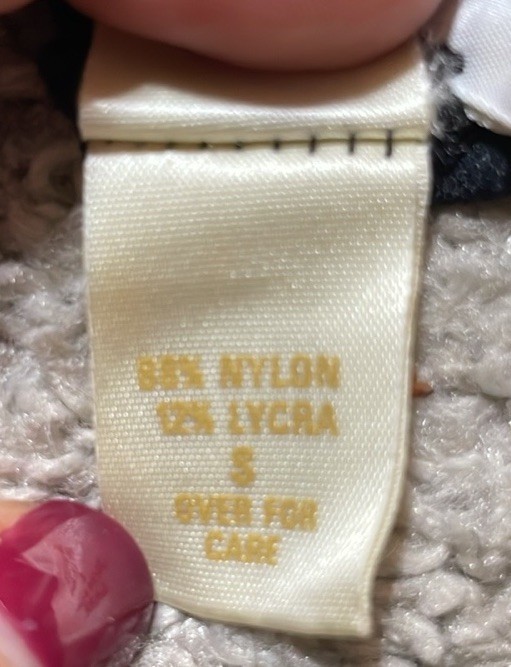 88% NYLON
12% LYCRA
S
OVER FOR
CARE